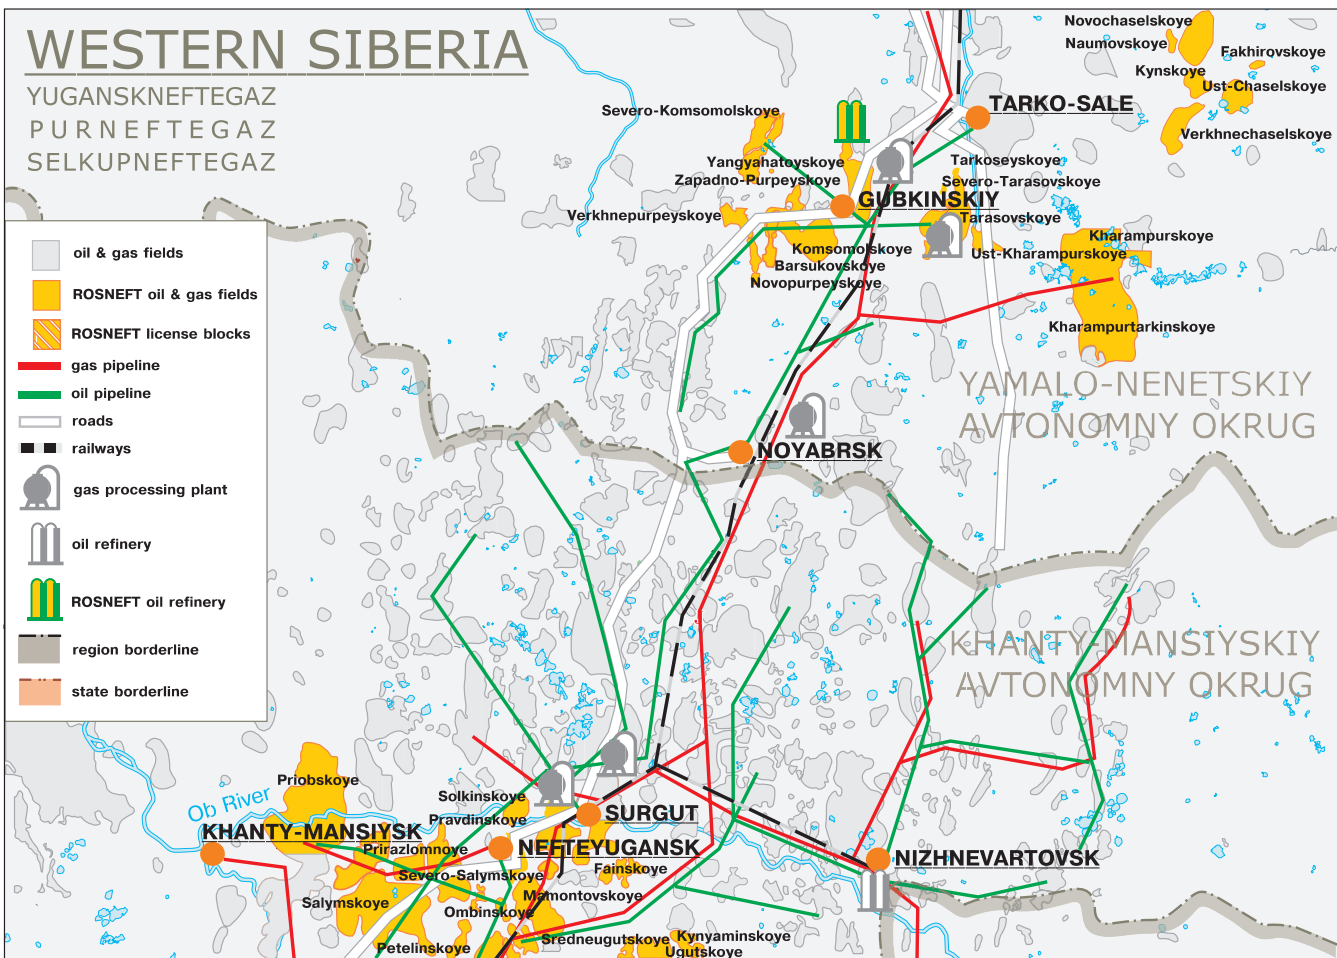 WESTERN SIBERIA
YUGANSKNEFTEGAZ
PURNEFTEGAZ
SELKUPNEFTEGAZ
oil & gas fields
ROSNEFT oil & gas fields
ROSNEFT license blocks
gas pipeline
oil pipeline
roads
railways
gas processing plant
oil refinery
ROSNEFT oil refinery
region borderline
state borderline
Novochaselskoye
Naumovskoye
Fakhirovskoye
Kynskoye
Ust-Chaselskoye
Verkhnechaselskoye
TARKO-SALE
Severo-Komsomolskoye
Yangyahatovskoye
Zapadno-Purpeyskoye
Tarkoseyskoye
Severo-Tarasovskoye
GUBKINSKIY
Verkhnepurpeyskoye
Tarasovskoye
Kharampurskoye
Komsomolskoye
Ust-Kharampurskoye
Barsukovskoye
Novopurpeyskoye
Kharampurtarkinskoye
YAMALO-NENETSKIY
AVTONOMNY OKRUG
NOYABRSK
KHANTY-MANSIYSKIY
AVTONOMNY OKRUG
Priobskoye
Ob River
Solkinskoye
Pravdinskoye
SURGUT
KHANTY-MANSIYSK
Prirazlomnoye
NEFTEYUGANSK
NIZHNEVARTOVSK
Severo-Salymskoye
Fainskoye
Salymskoye
Mamontovskoye
Ombinskoye
Petelinskoye
Sredneugutskoye
Kynyaminskoye
Ugutskoye